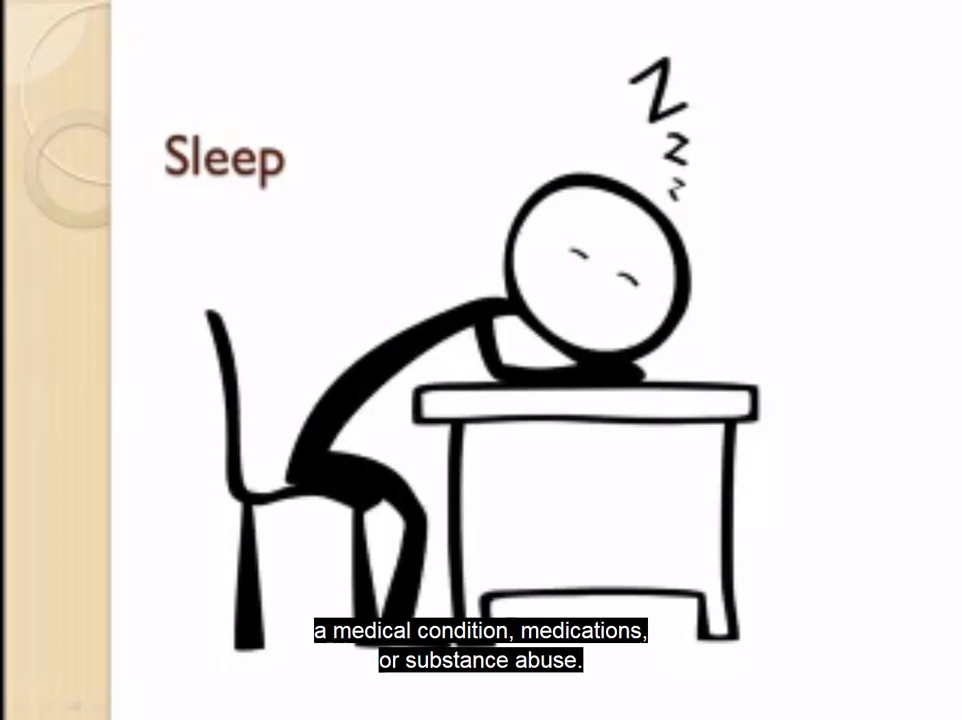 Sleep
Z
z
z
a medical condition, medications,
or substance abuse.